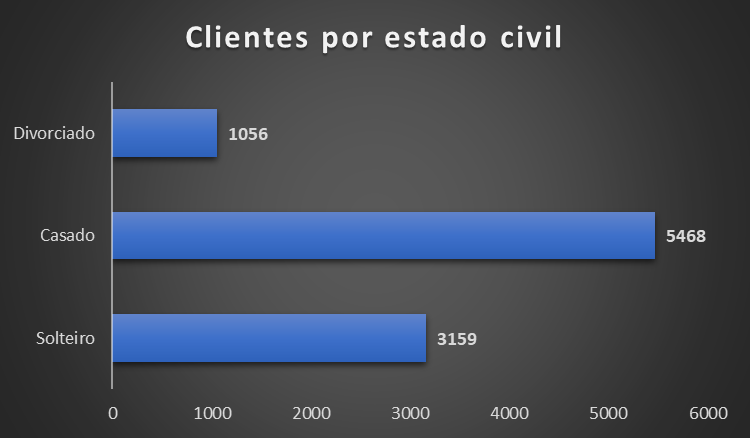 Clientes por estado civil
Divorciado
1056
Casado
5468
Solteiro
3159
0 1000 2000 3000 4000 5000 6000